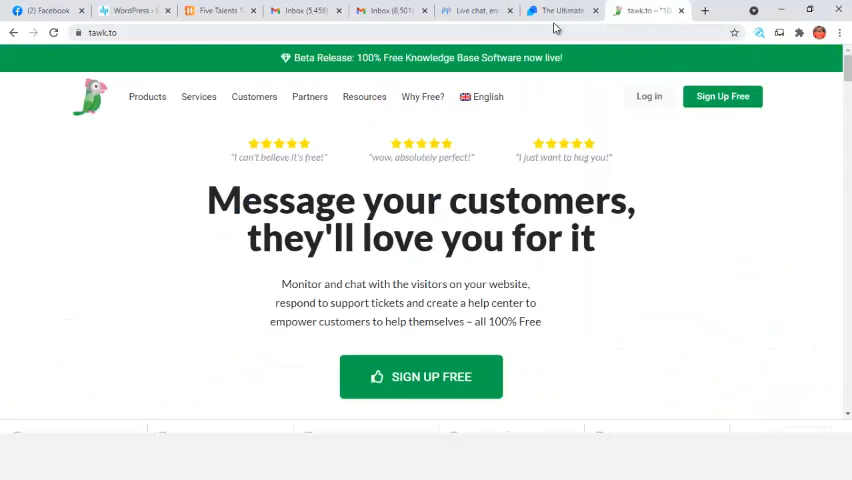 (2) Facebook
WordPress ›
Five Talents T
Inbox (5,458)
Inbox (8,501)
Live chat, em
The Ultimate
tawk.to – "10
tawk.to
Beta Release: 100% Free Knowledge Base Software now live!
Products Services Customers Partners Resources Why Free? English
Log in
Sign Up Free
"I can't believe it's free!" "wow, absolutely perfect!" "I just want to hug you!"
Message your customers,
they'll love you for it
Monitor and chat with the visitors on your website,
respond to support tickets and create a help center to
empower customers to help themselves – all 100% Free
SIGN UP FREE